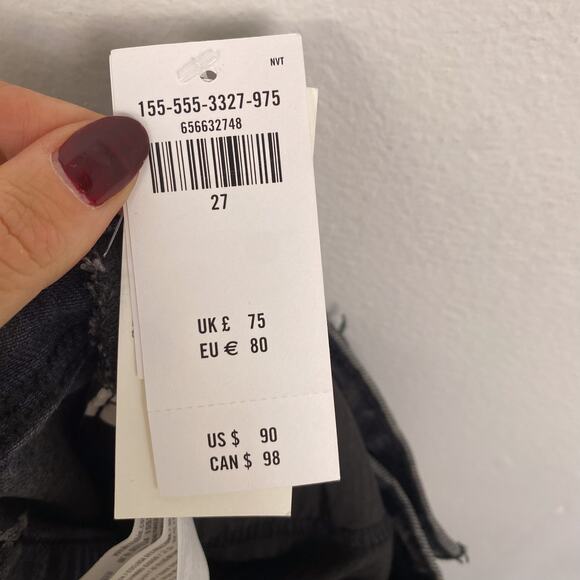 NVT
155-555-3327-975
656632748
27
UK £ 75
EU € 80
US $ 90
CAN $ 98